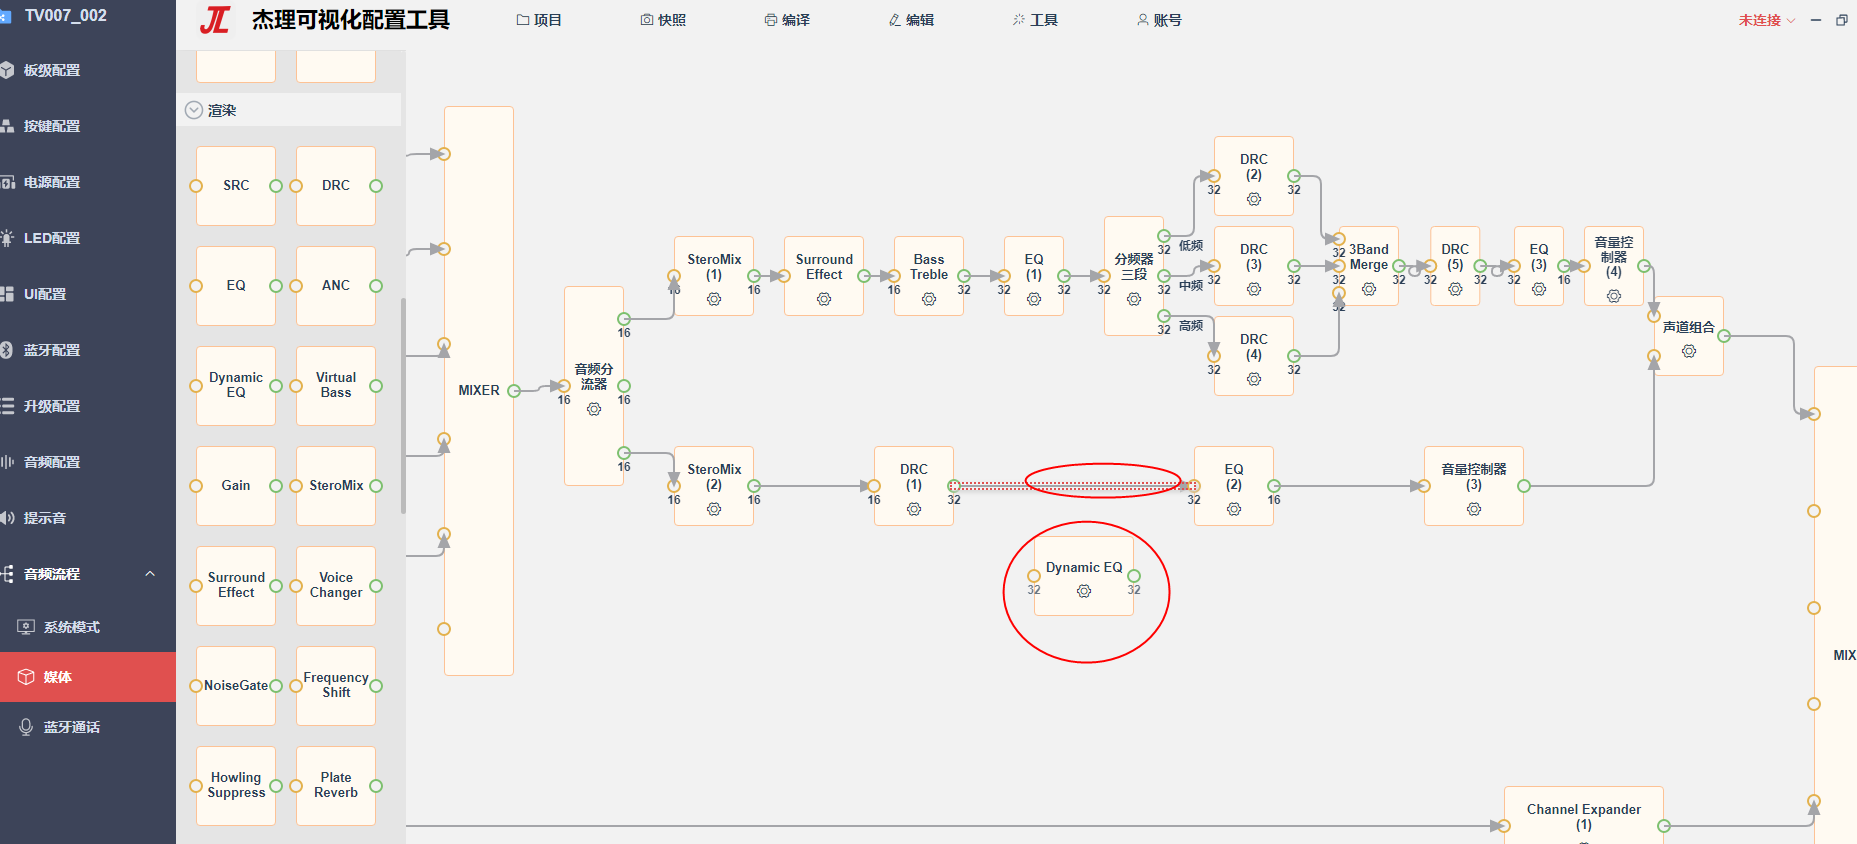 TV007_002
杰理可视化配置工具
项目
快照
编译
编辑
工具
账号
未连接
板级配置
按键配置
电源配置
LED配置
UI配置
蓝牙配置
升级配置
音频配置
提示音
音频流程
系统模式
媒体
蓝牙通话
渲染
SRC
DRC
EQ
ANC
Dynamic
EQ
Virtual
Bass
Gain
SteroMix
Surround
Effect
Voice
Changer
NoiseGate
Frequency
Shift
Howling
Suppress
Plate
Reverb
MIXER
16
音频分
流器
16
16
16
SteroMix
(1)
16
16
Surround
Effect
Bass
Treble
16
32
EQ
(1)
32
32
分频器
三段
32
32
低频
32
中频
32
高频
DRC
(2)
32
32
DRC
(3)
32
32
DRC
(4)
32
32
3Band
Merge
32
32
32
32
DRC
(5)
32
32
EQ
(3)
32
16
音量控
制器
(4)
声道组合
SteroMix
(2)
16
16
DRC
(1)
16
32
EQ
(2)
32
16
音量控制器
(3)
Dynamic EQ
32
32
MIX
Channel Expander
(1)